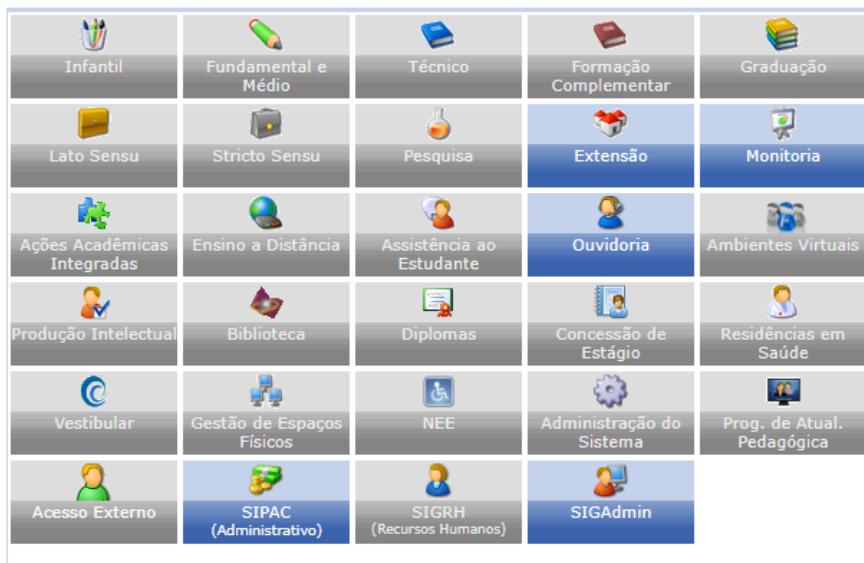 Infantil
Fundamental e
Médio
Técnico
Formação
Complementar
Graduação
Lato Sensu
Stricto Sensu
Pesquisa
Extensão
Monitoria
Ações Acadêmicas
Integradas
Ensino a Distância
Assistência ao
Estudante
Ouvidoria
Ambientes Virtuais
Produção Intelectual
Biblioteca
Diplomas
Concessão de
Estágio
Residências em
Saúde
Vestibular
Gestão de Espaços
Físicos
NEE
Administração do
Sistema
Prog. de Atual.
Pedagógica
Acesso Externo
SIPAC
(Administrativo)
SIGRH
(Recursos Humanos)
SIGAdmin